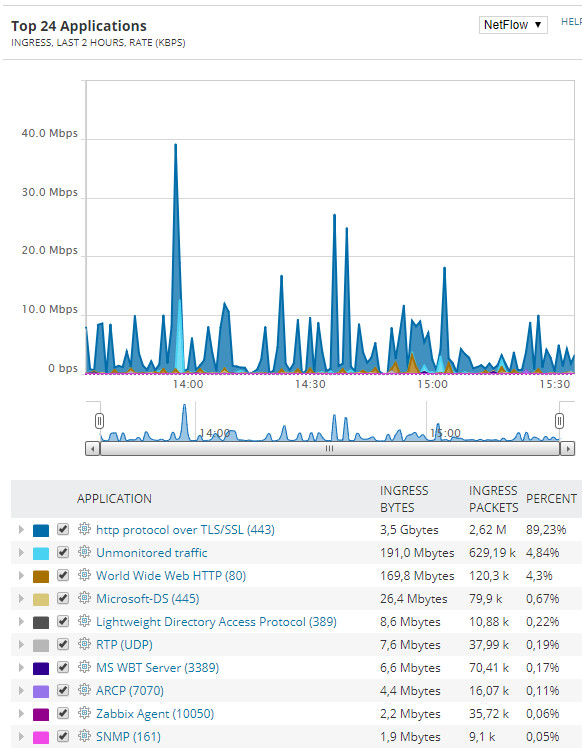 Top 24 Applications
NetFlow ▼
HELP
INGRESS, LAST 2 HOURS, RATE (KBPS)
40.0 Mbps
30.0 Mbps
20.0 Mbps
10.0 Mbps
0 bps
14:00 14:30 15:00 15:30
14:00 15:00
APPLICATION INGRESS BYTES INGRESS PACKETS PERCENT
http protocol over TLS/SSL (443) 3,5 Gbytes 2,62 M 89,23%
Unmonitored traffic 191,0 Mbytes 629,19 k 4,84%
World Wide Web HTTP (80) 169,8 Mbytes 120,3 k 4,3%
Microsoft-DS (445) 26,4 Mbytes 79,9 k 0,67%
Lightweight Directory Access Protocol (389) 8,6 Mbytes 10,88 k 0,22%
RTP (UDP) 7,6 Mbytes 37,99 k 0,19%
MS WBT Server (3389) 6,6 Mbytes 70,41 k 0,17%
ARCP (7070) 4,4 Mbytes 16,07 k 0,11%
Zabbix Agent (10050) 2,2 Mbytes 35,72 k 0,06%
SNMP (161) 1,9 Mbytes 9,1 k 0,05%